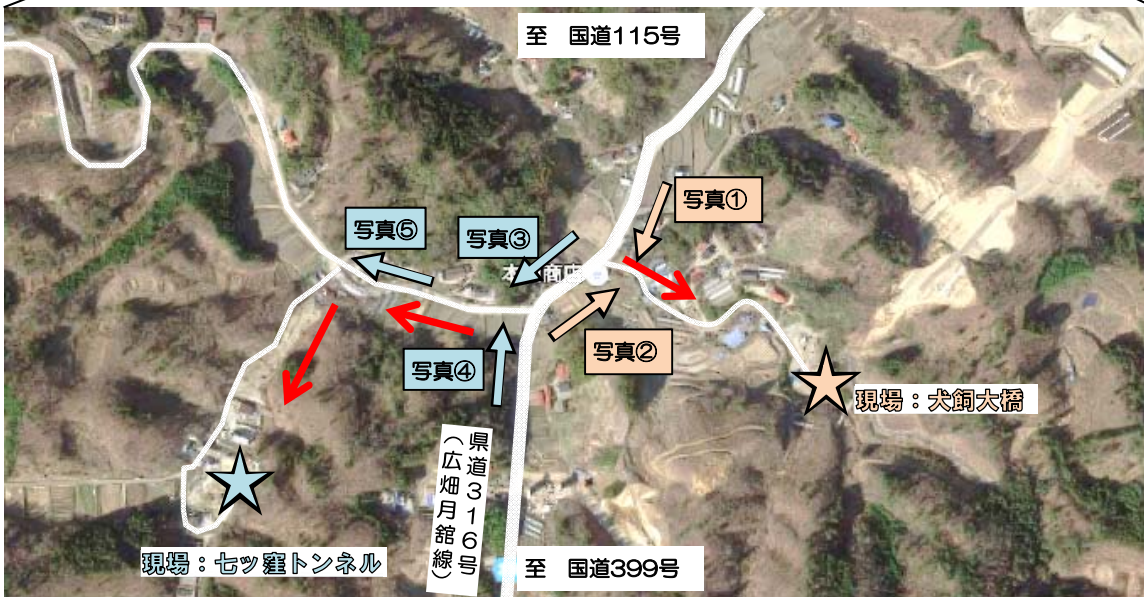 至 国道115号
写真①
写真⑤
写真③
商店
写真②
写真④
現場：犬飼大橋
県道316号
（広畑月舘線）
現場：七ッ窪トンネル
至 国道399号